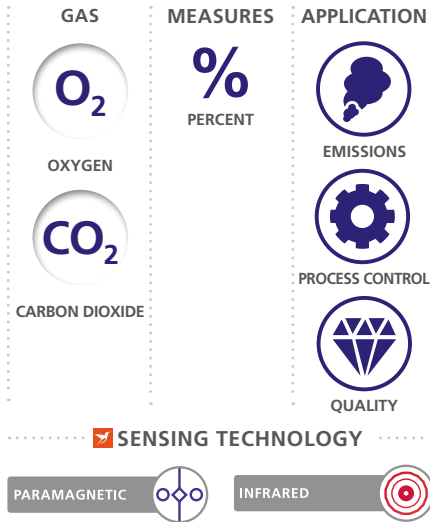 GAS
MEASURES
APPLICATION
O₂
%
PERCENT
EMISSIONS
OXYGEN
CO₂
PROCESS CONTROL
CARBON DIOXIDE
QUALITY
SENSING TECHNOLOGY
PARAMAGNETIC
INFRARED